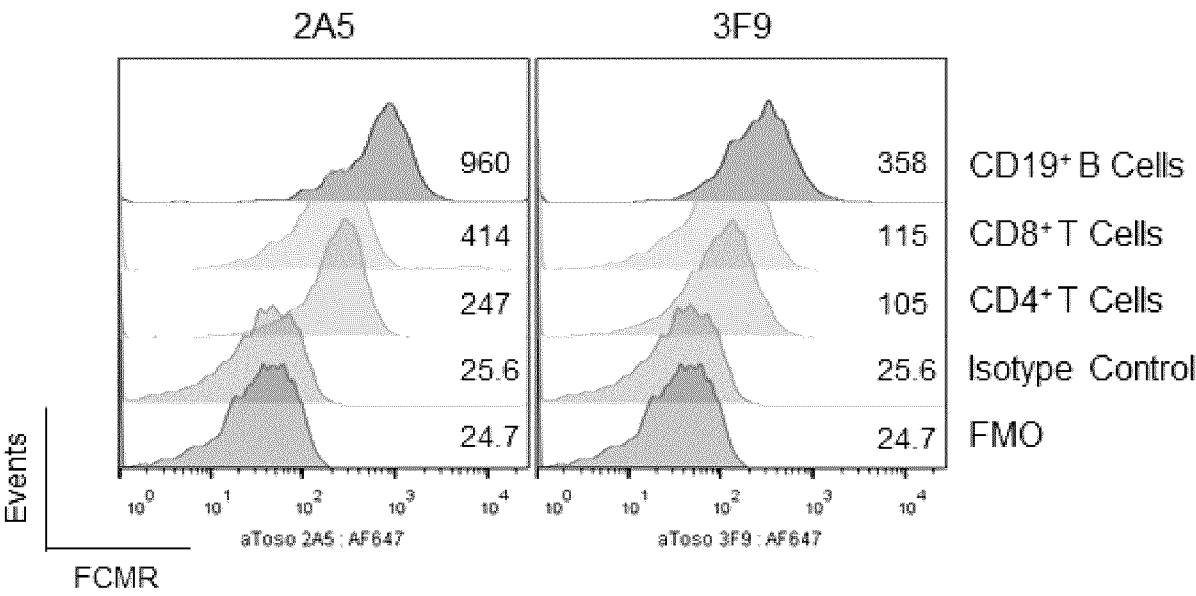 2A5
3F9
960
358
CD19⁺ B Cells
414
115
CD8⁺ T Cells
247
105
CD4⁺ T Cells
25.6
25.6
Isotype Control
24.7
24.7
FMO
Events
10⁰ 10¹ 10² 10³ 10⁴
10⁰ 10¹ 10² 10³ 10⁴
aToso 2A5 : AF647
aToso 3F9 : AF647
FCMR